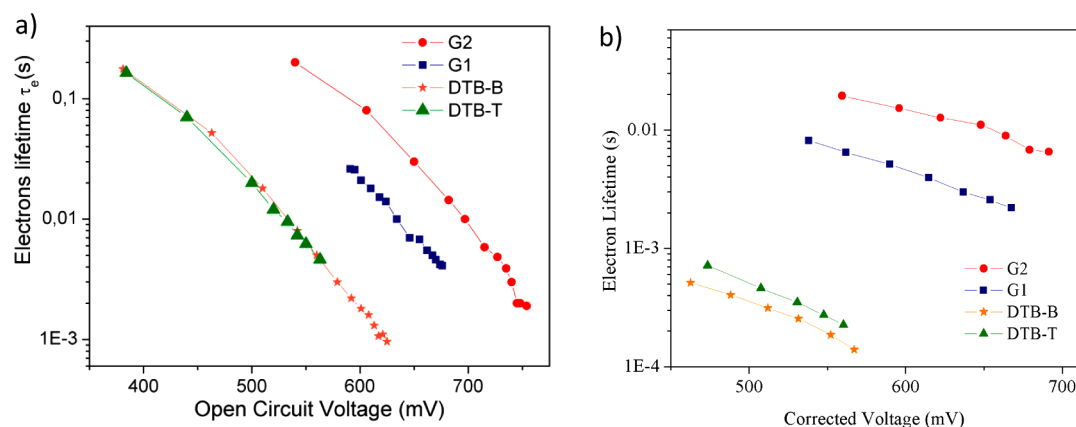 a)
Electrons lifetime τe(s)
0,1
0,01
1E-3
400
500
600
700
Open Circuit Voltage (mV)
G2
G1
DTB-B
DTB-T
b)
Electron Lifetime (s)
0.01
1E-3
1E-4
500
600
700
Corrected Voltage (mV)
G2
G1
DTB-B
DTB-T